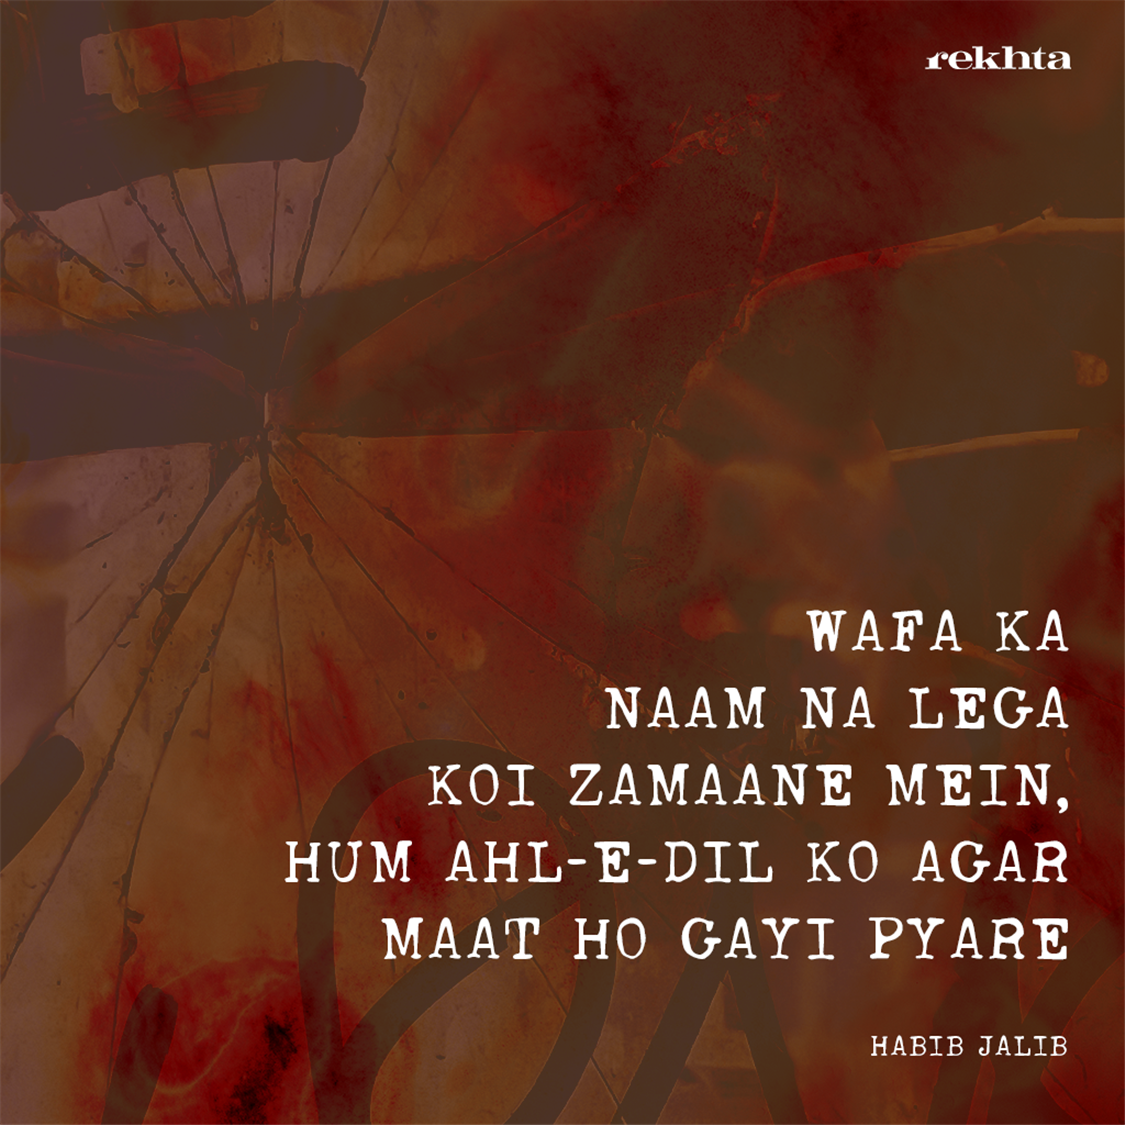 rekhta
WAFA KA
NAAM NA LEGA
KOI ZAMAANE MEIN,
HUM AHL-E-DIL KO AGAR
MAAT HO GAYI PYARE
HABIB JALIB